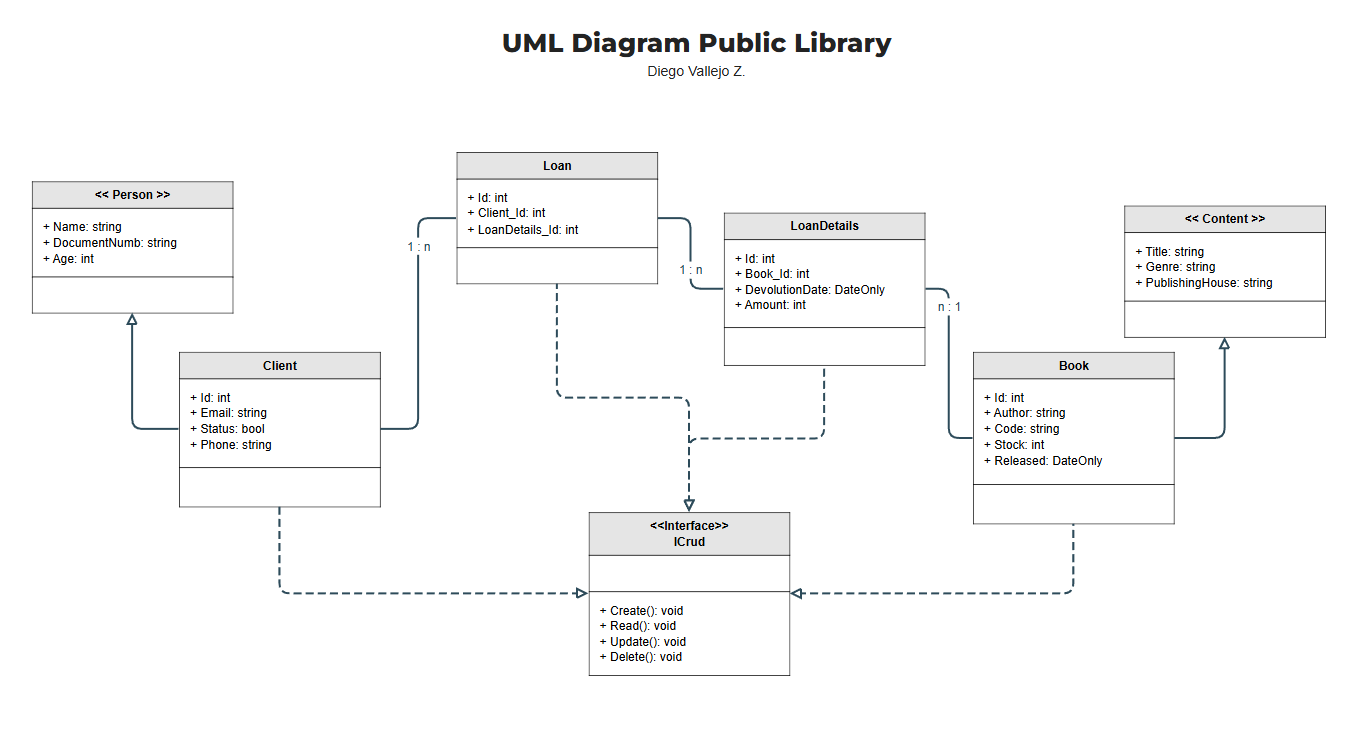 UML Diagram Public Library
Diego Vallejo Z.
<< Person >>
+ Name: string
+ DocumentNumb: string
+ Age: int
Client
+ Id: int
+ Email: string
+ Status: bool
+ Phone: string
1 : n
Loan
+ Id: int
+ Client_Id: int
+ LoanDetails_Id: int
1 : n
LoanDetails
+ Id: int
+ Book_Id: int
+ DevolutionDate: DateOnly
+ Amount: int
n : 1
Book
+ Id: int
+ Author: string
+ Code: string
+ Stock: int
+ Released: DateOnly
<< Content >>
+ Title: string
+ Genre: string
+ PublishingHouse: string
<<Interface>>
ICrud
+ Create(): void
+ Read(): void
+ Update(): void
+ Delete(): void